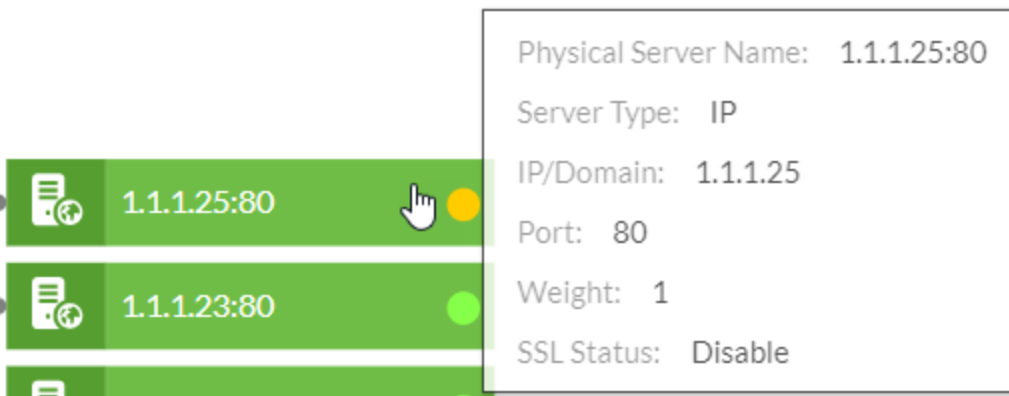 Physical Server Name: 1.1.1.25:80
Server Type: IP
IP/Domain: 1.1.1.25
Port: 80
Weight: 1
SSL Status: Disable
1.1.1.25:80
1.1.1.23:80